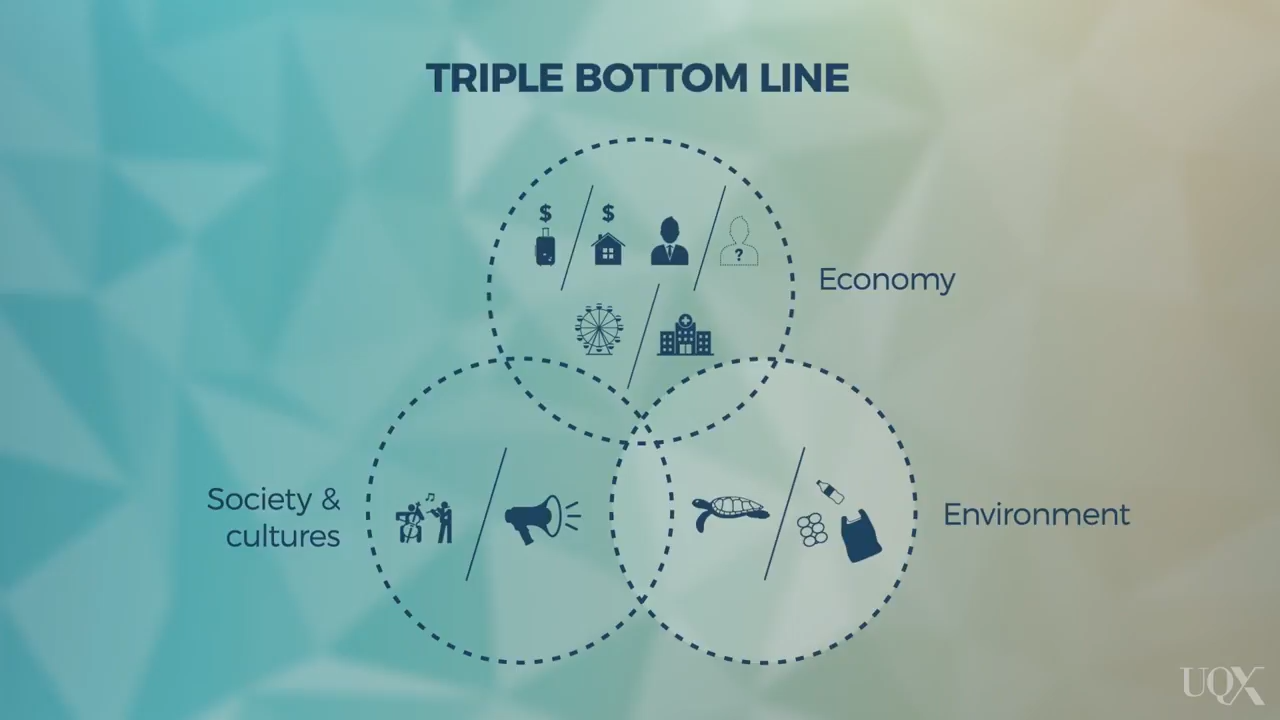 TRIPLE BOTTOM LINE
$
$
?
Economy
Society &
cultures
Environment
UQX